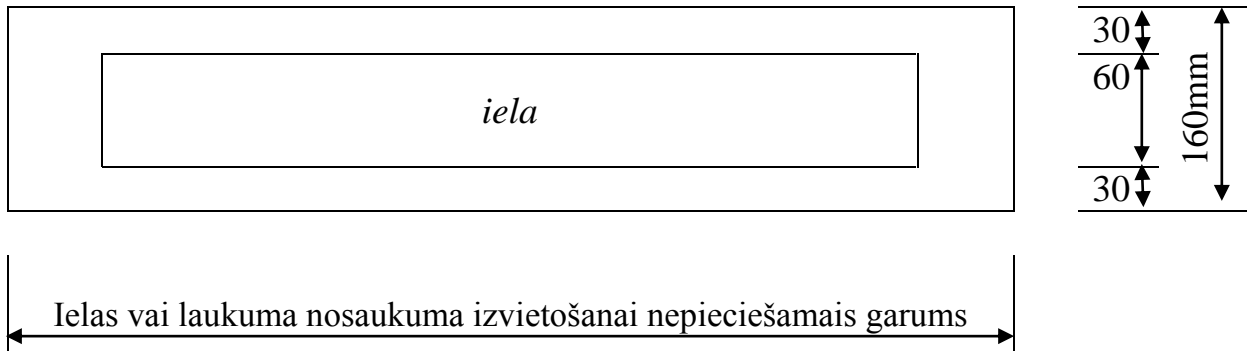 iela
30
60
30
160mm
Ielas vai laukuma nosaukuma izvietošanai nepieciešamais garums